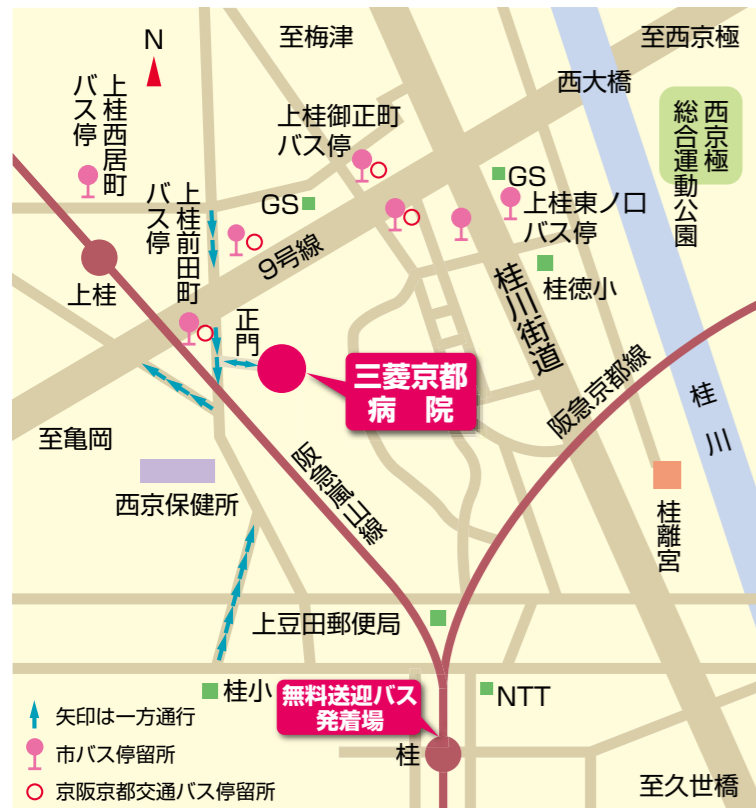 至梅津
至西京極
N
西大橋
上桂西居町
バス停
上桂御正町
バス停
西京極
総合運動公園
GS
上桂東ノ口
バス停
GS
上桂前田町
バス停
9号線
桂徳小
上桂
正門
桂川街道
三菱京都
病 院
阪急京都線
桂川
至亀岡
阪急嵐山線
西京保健所
桂離宮
上豆田郵便局
桂小
無料送迎バス
発着場
NTT
矢印は一方通行
市バス停留所
桂
京阪京都交通バス停留所
至久世橋